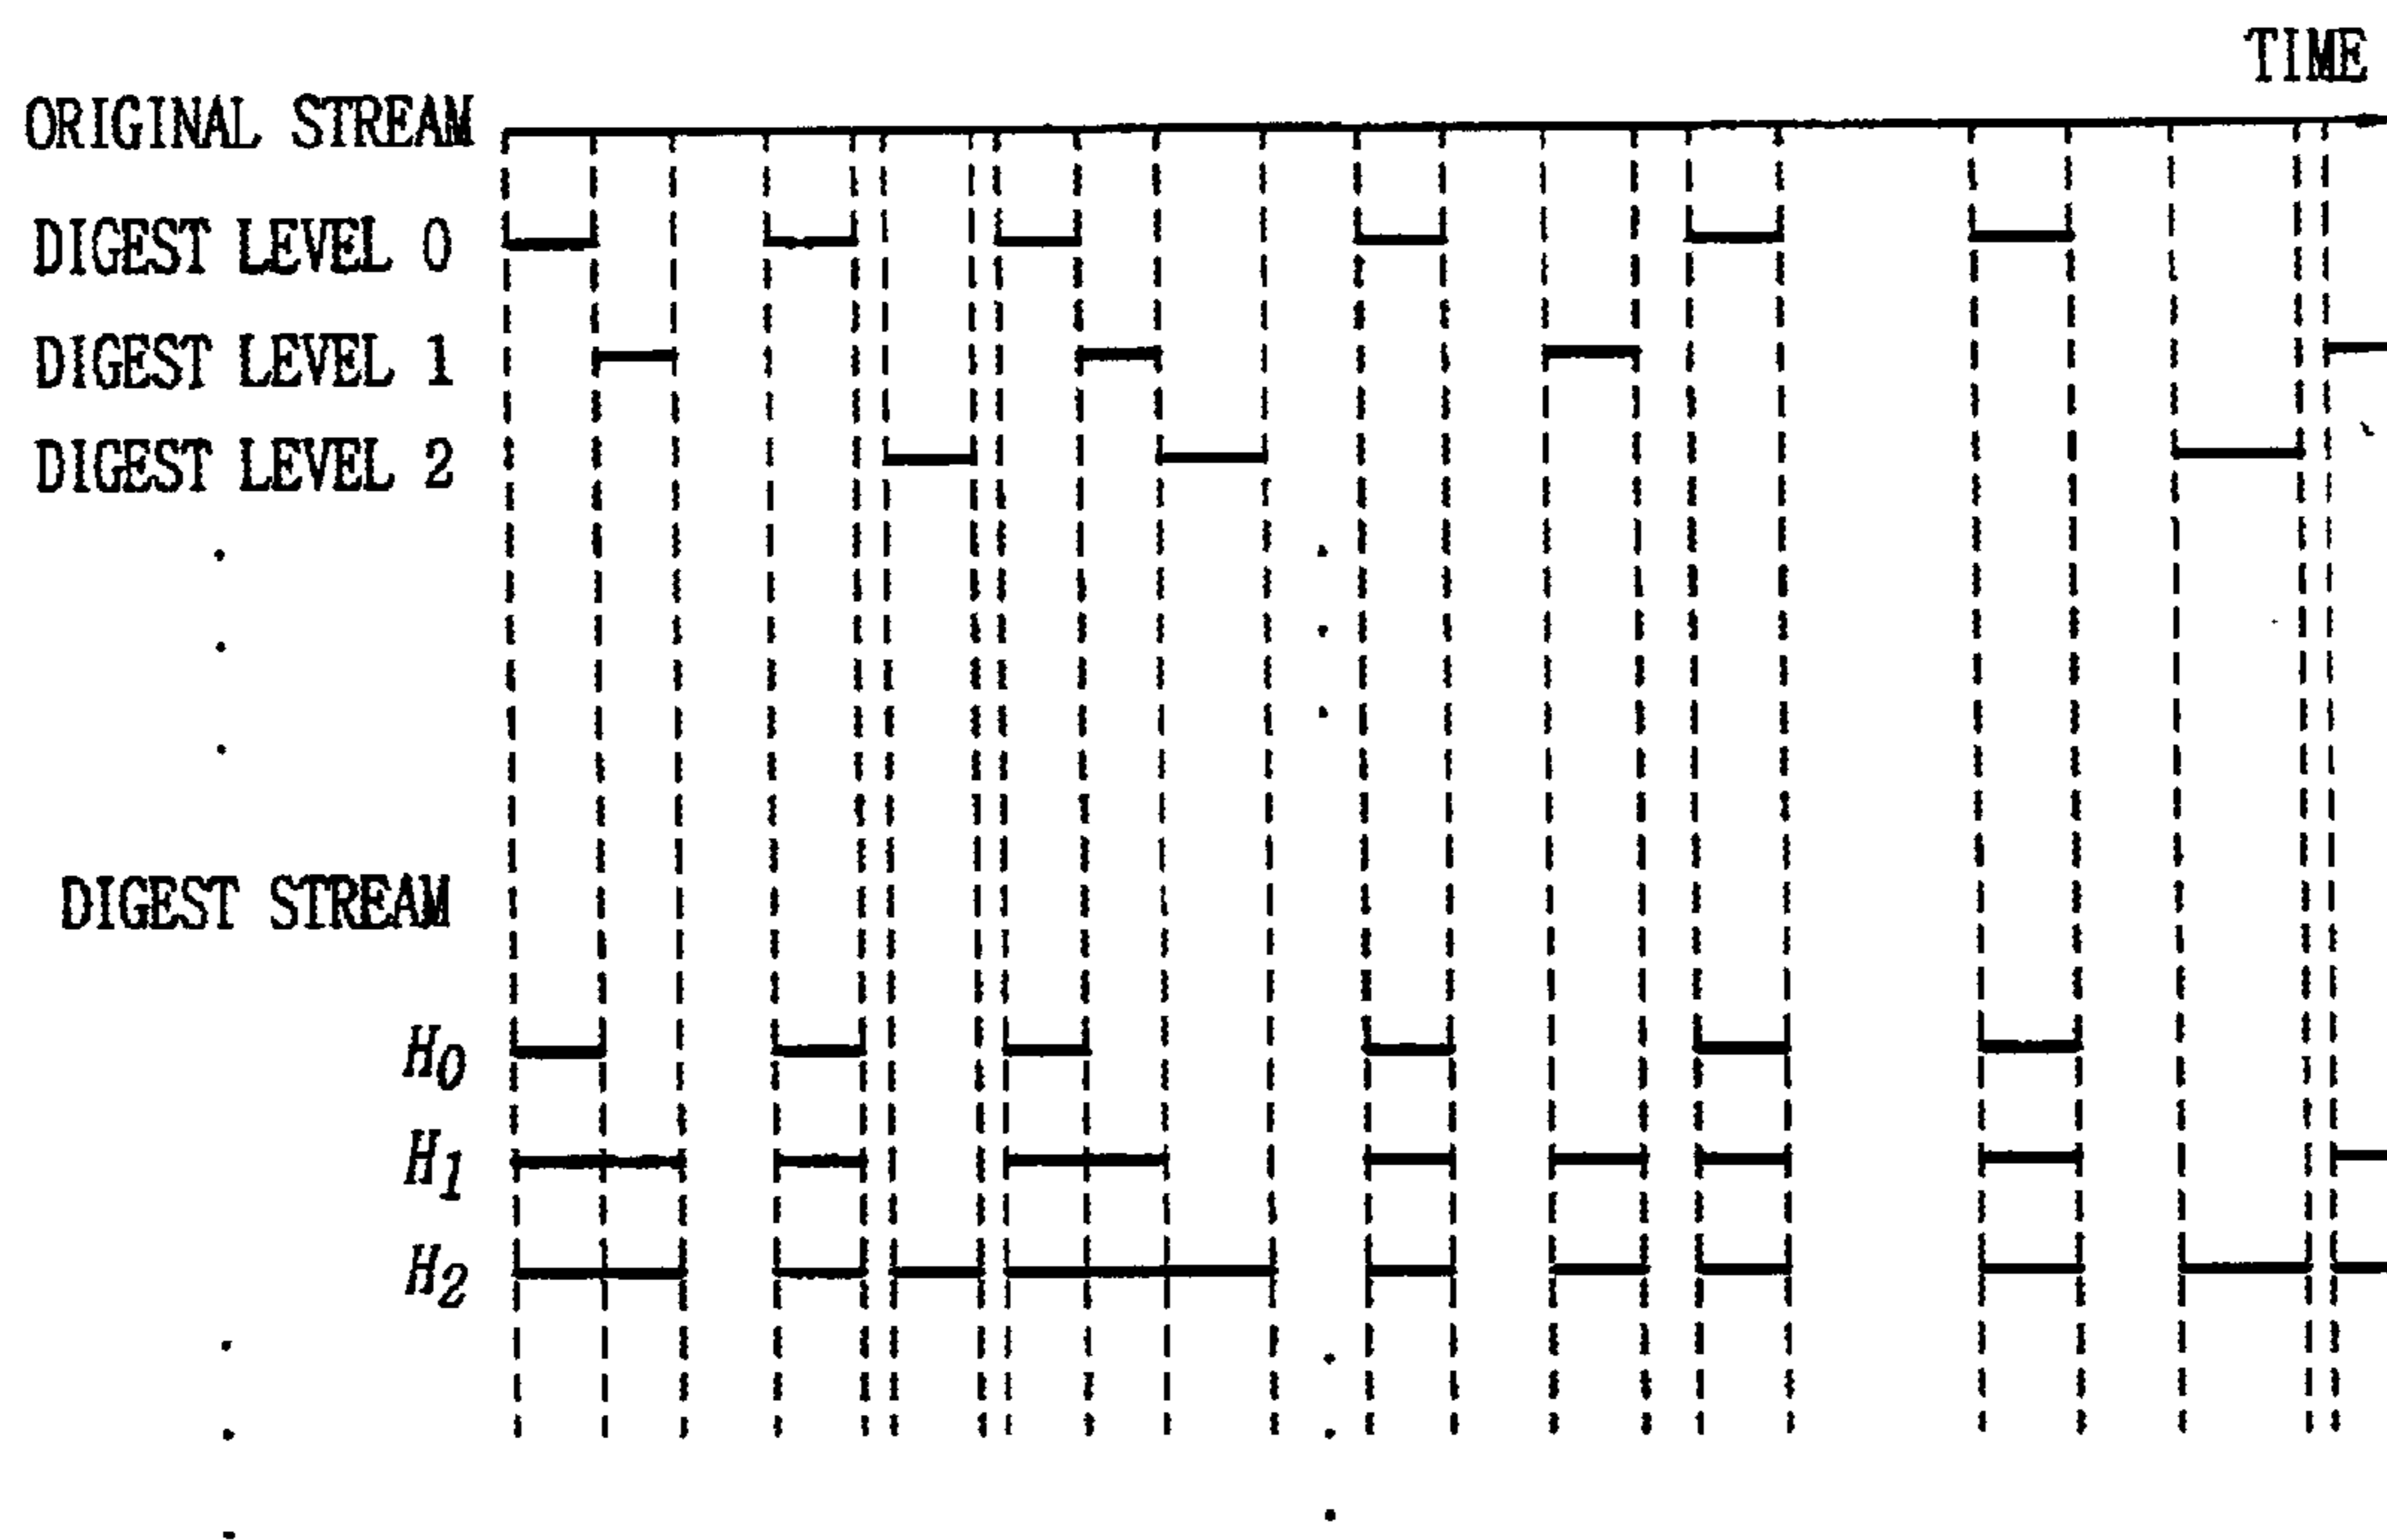 TIME
ORIGINAL STREAM
DIGEST LEVEL 0
DIGEST LEVEL 1
DIGEST LEVEL 2
DIGEST STREAM
H0
H1
H2